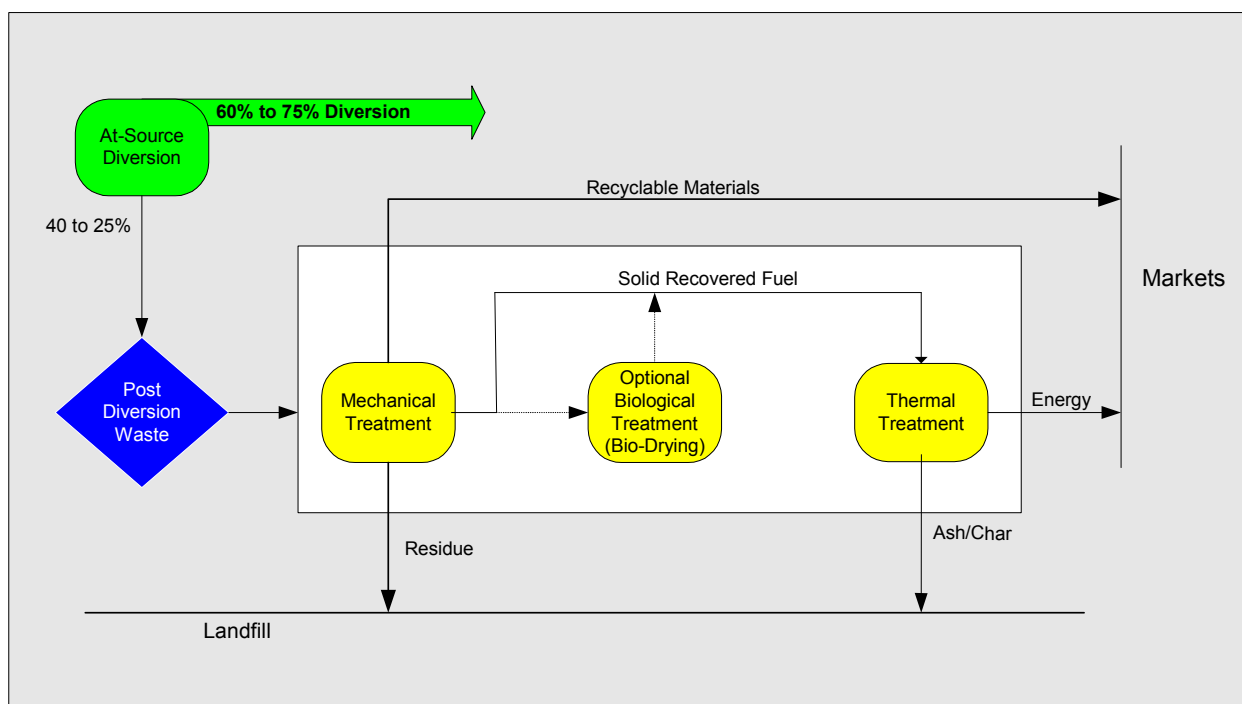 60% to 75% Diversion
At-Source
Diversion
Recyclable Materials
40 to 25%
Solid Recovered Fuel
Markets
Post
Diversion
Waste
Mechanical
Treatment
Optional
Biological
Treatment
(Bio-Drying)
Thermal
Treatment
Energy
Residue
Ash/Char
Landfill